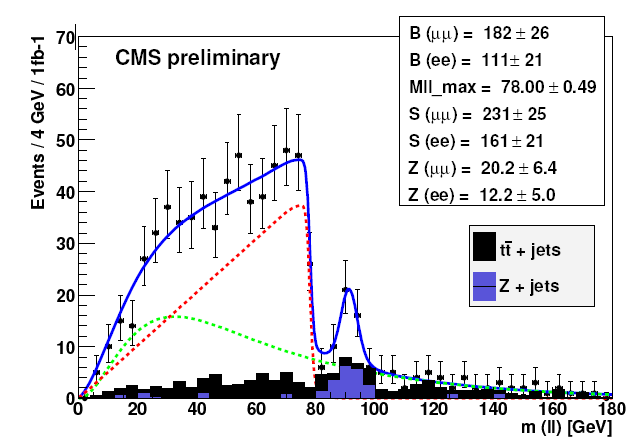 CMS preliminary
B (μμ) = 182 ± 26
B (ee) = 111 ± 21
Mll_max = 78.00 ± 0.49
S (μμ) = 231 ± 25
S (ee) = 161 ± 21
Z (μμ) = 20.2 ± 6.4
Z (ee) = 12.2 ± 5.0
tt̄ + jets
Z + jets
Events / 4 GeV / 1fb-1
70
60
50
40
30
20
10
0
0 20 40 60 80 100 120 140 160 180
m (ll) [GeV]